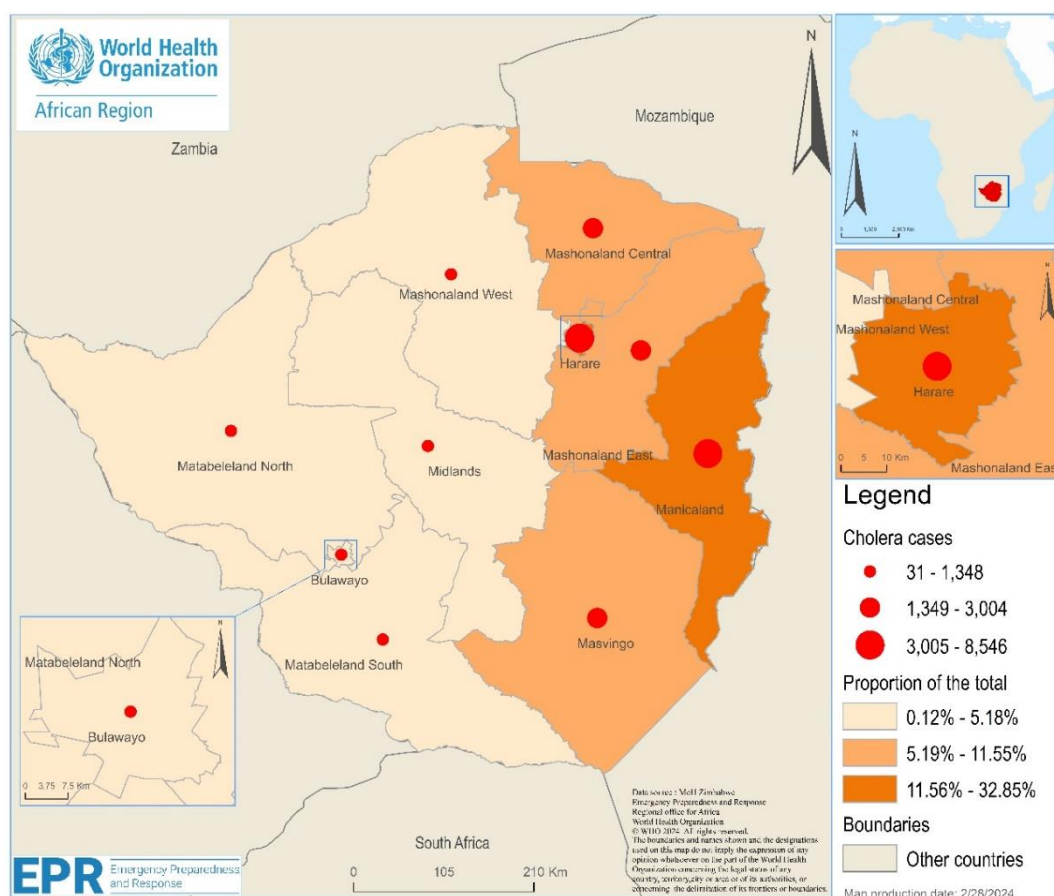 World Health
Organization
African Region
Zambia
Mozambique
N
Mashonaland Central
Mashonaland West
Harare
Mashonaland East
Matabeleland North
Midlands
Manicaland
Bulawayo
Matabeleland South
Masvingo
South Africa
0 105 210 Km
Matabeleland North
N
Bulawayo
0 3.75 7.5 Km
EPR Emergency Preparedness
and Response
Data source : MoH Zimbabwe
Emergency Preparedness and Response
Regional office for Africa
World Health Organization
© WHO 2024. All rights reserved.
The boundaries and names shown and the designations
used on this map do not imply the expression of any
opinion whatsoever on the part of the World Health
Organization concerning the legal status of any
country, territory, city or area or of its authorities, or
concerning the delimitation of its frontiers or boundaries.
N
0
N
Mashonaland Central
Mashonaland West
Harare
0 5 10 Km
Mashonaland Eas
Legend
Cholera cases
31 - 1,348
1,349 - 3,004
3,005 - 8,546
Proportion of the total
0.12% - 5.18%
5.19% - 11.55%
11.56% - 32.85%
Boundaries
Other countries
Map production date: 2/28/2024